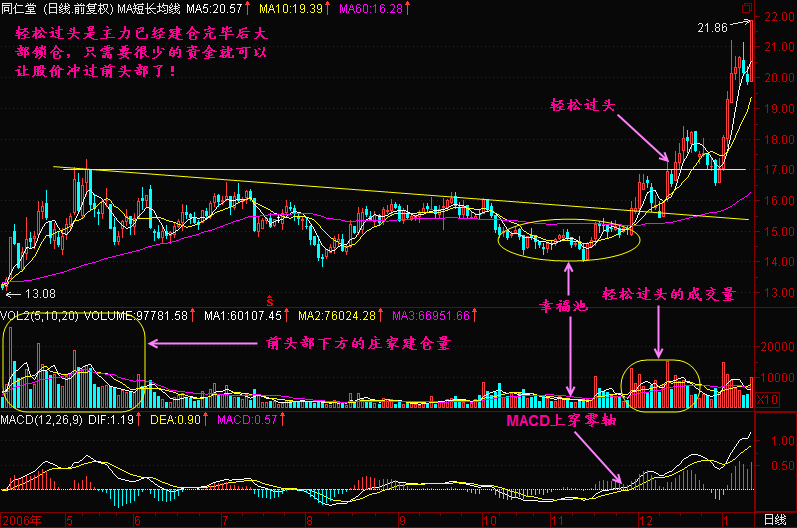 同仁堂 (日线.前复权) MA短长均线 MA5:20.57↑ MA10:19.39↑ MA60:16.28↑
轻松过头是主力已经建仓完毕后大
部锁仓，只需要很少的资金就可以
让股价冲过前头部了！
21.86
22.00
21.00
20.00
19.00
18.00
17.00
16.00
15.00
14.00
13.00
轻松过头
13.08
S
幸福池
轻松过头的成交量
VOL2(5,10,20) VOLUME:97781.58↑ MA1:60107.45↑ MA2:76024.28↑ MA3:66951.66↑
前头部下方的庄家建仓量
20000
10000
X10
MACD(12,26,9) DIF:1.19↑ DEA:0.90↑ MACD:0.57↑
MACD上穿零轴
1.00
0.50
2006年 5 6 7 8 9 10 11 12 1 日线